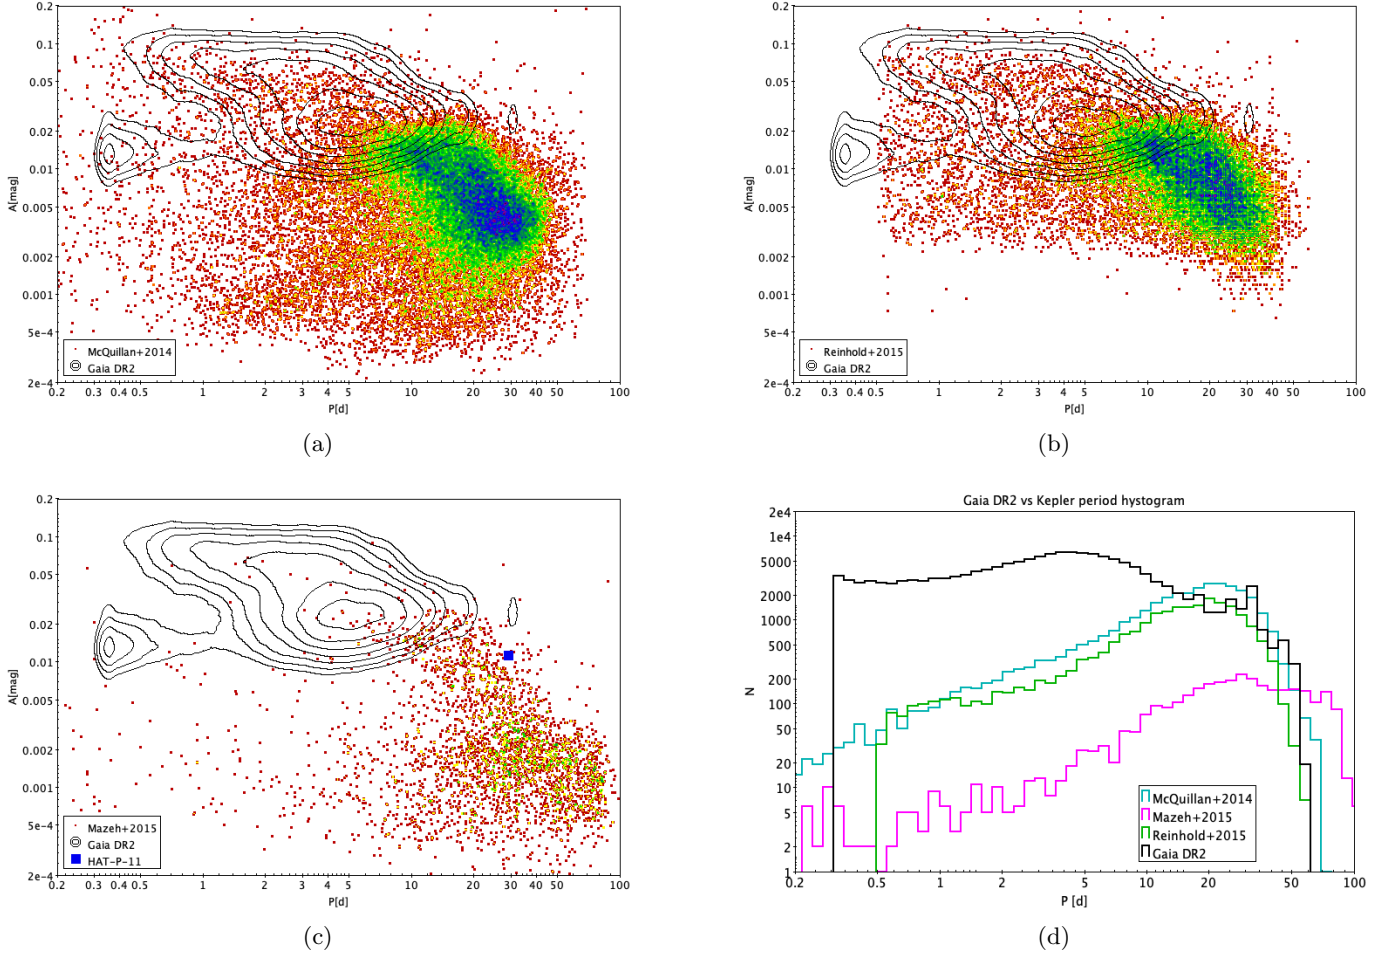 0.2
0.1
0.05
0.02
0.01
0.005
0.002
0.001
5e-4
2e-4
A[mag]
McQuillan+2014
Gaia DR2
0.2 0.3 0.4 0.5 1 2 3 4 5 10 20 30 40 50 100
P[d]
(a)
0.2
0.1
0.05
0.02
0.01
0.005
0.002
0.001
5e-4
2e-4
A[mag]
Reinhold+2015
Gaia DR2
0.2 0.3 0.4 0.5 1 2 3 4 5 10 20 30 40 50 100
P[d]
(b)
0.2
0.1
0.05
0.02
0.01
0.005
0.002
0.001
5e-4
2e-4
A[mag]
Mazeh+2015
Gaia DR2
HAT-P-11
0.2 0.3 0.4 0.5 1 2 3 4 5 10 20 30 40 50 100
P[d]
(c)
Gaia DR2 vs Kepler period hystogram
2e4
5000
2000
1000
500
200
100
50
20
10
5
2
1
N
McQuillan+2014
Mazeh+2015
Reinhold+2015
Gaia DR2
0.2 0.5 1 2 5 10 20 50 100
P [d]
(d)